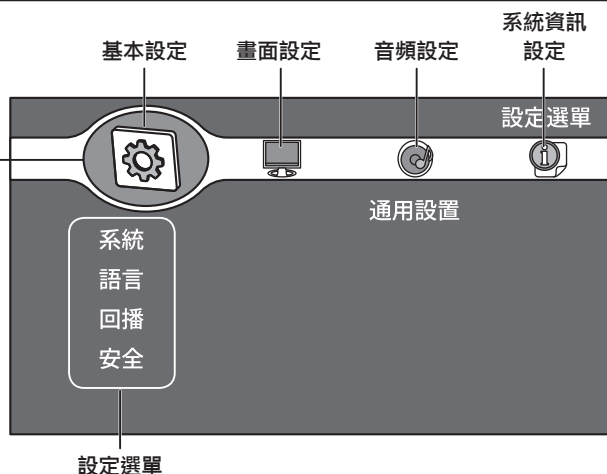 系統資訊
基本設定 畫面設定 音頻設定 設定
設定選單
通用設置
系統
語言
回播
安全
設定選單